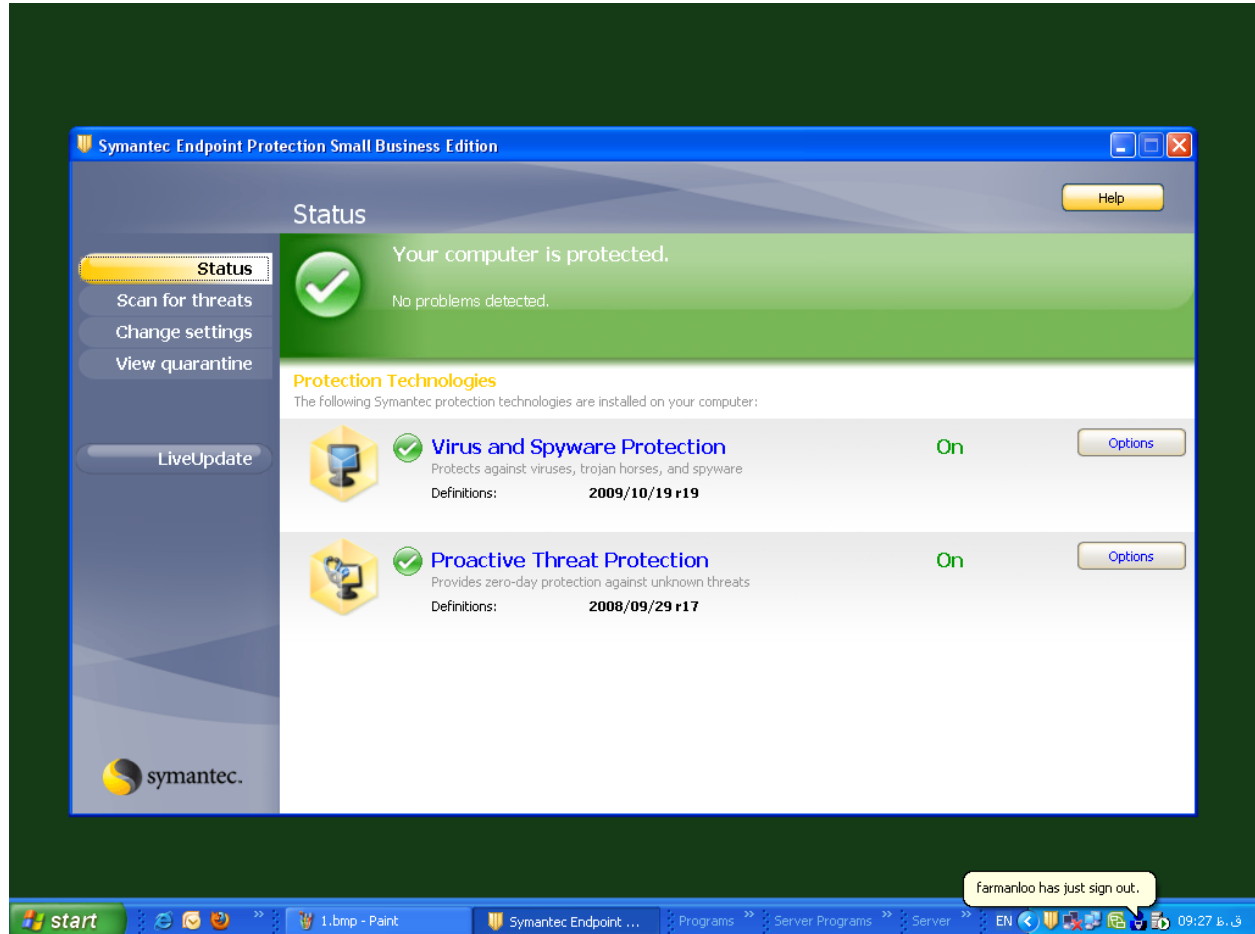 Symantec Endpoint Protection Small Business Edition
Status
Help
Status
Scan for threats
Change settings
View quarantine
LiveUpdate
Your computer is protected.
No problems detected.
Protection Technologies
The following Symantec protection technologies are installed on your computer:
Virus and Spyware Protection
On
Options
Protects against viruses, trojan horses, and spyware
Definitions: 2009/10/19 r19
Proactive Threat Protection
On
Options
Provides zero-day protection against unknown threats
Definitions: 2008/09/29 r17
symantec.
farmanloo has just sign out.
start
1.bmp - Paint
Symantec Endpoint ...
Programs »
Server Programs »
Server »
EN
09:27 ق.ظ